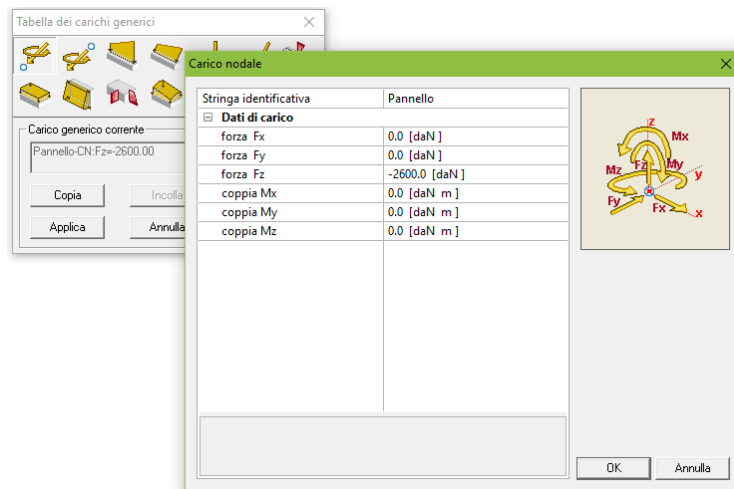 Tabella dei carichi generici
Carico generico corrente
Pannello-CN:Fz=-2600.00
Copia
Incolla
Applica
Annulla
Carico nodale
Stringa identificativa Pannello
Dati di carico
forza Fx 0.0 [daN ]
forza Fy 0.0 [daN ]
forza Fz -2600.0 [daN ]
coppia Mx 0.0 [daN m ]
coppia My 0.0 [daN m ]
coppia Mz 0.0 [daN m ]
z
Mx
Mz Fz My y
Fy Fx x
OK Annulla